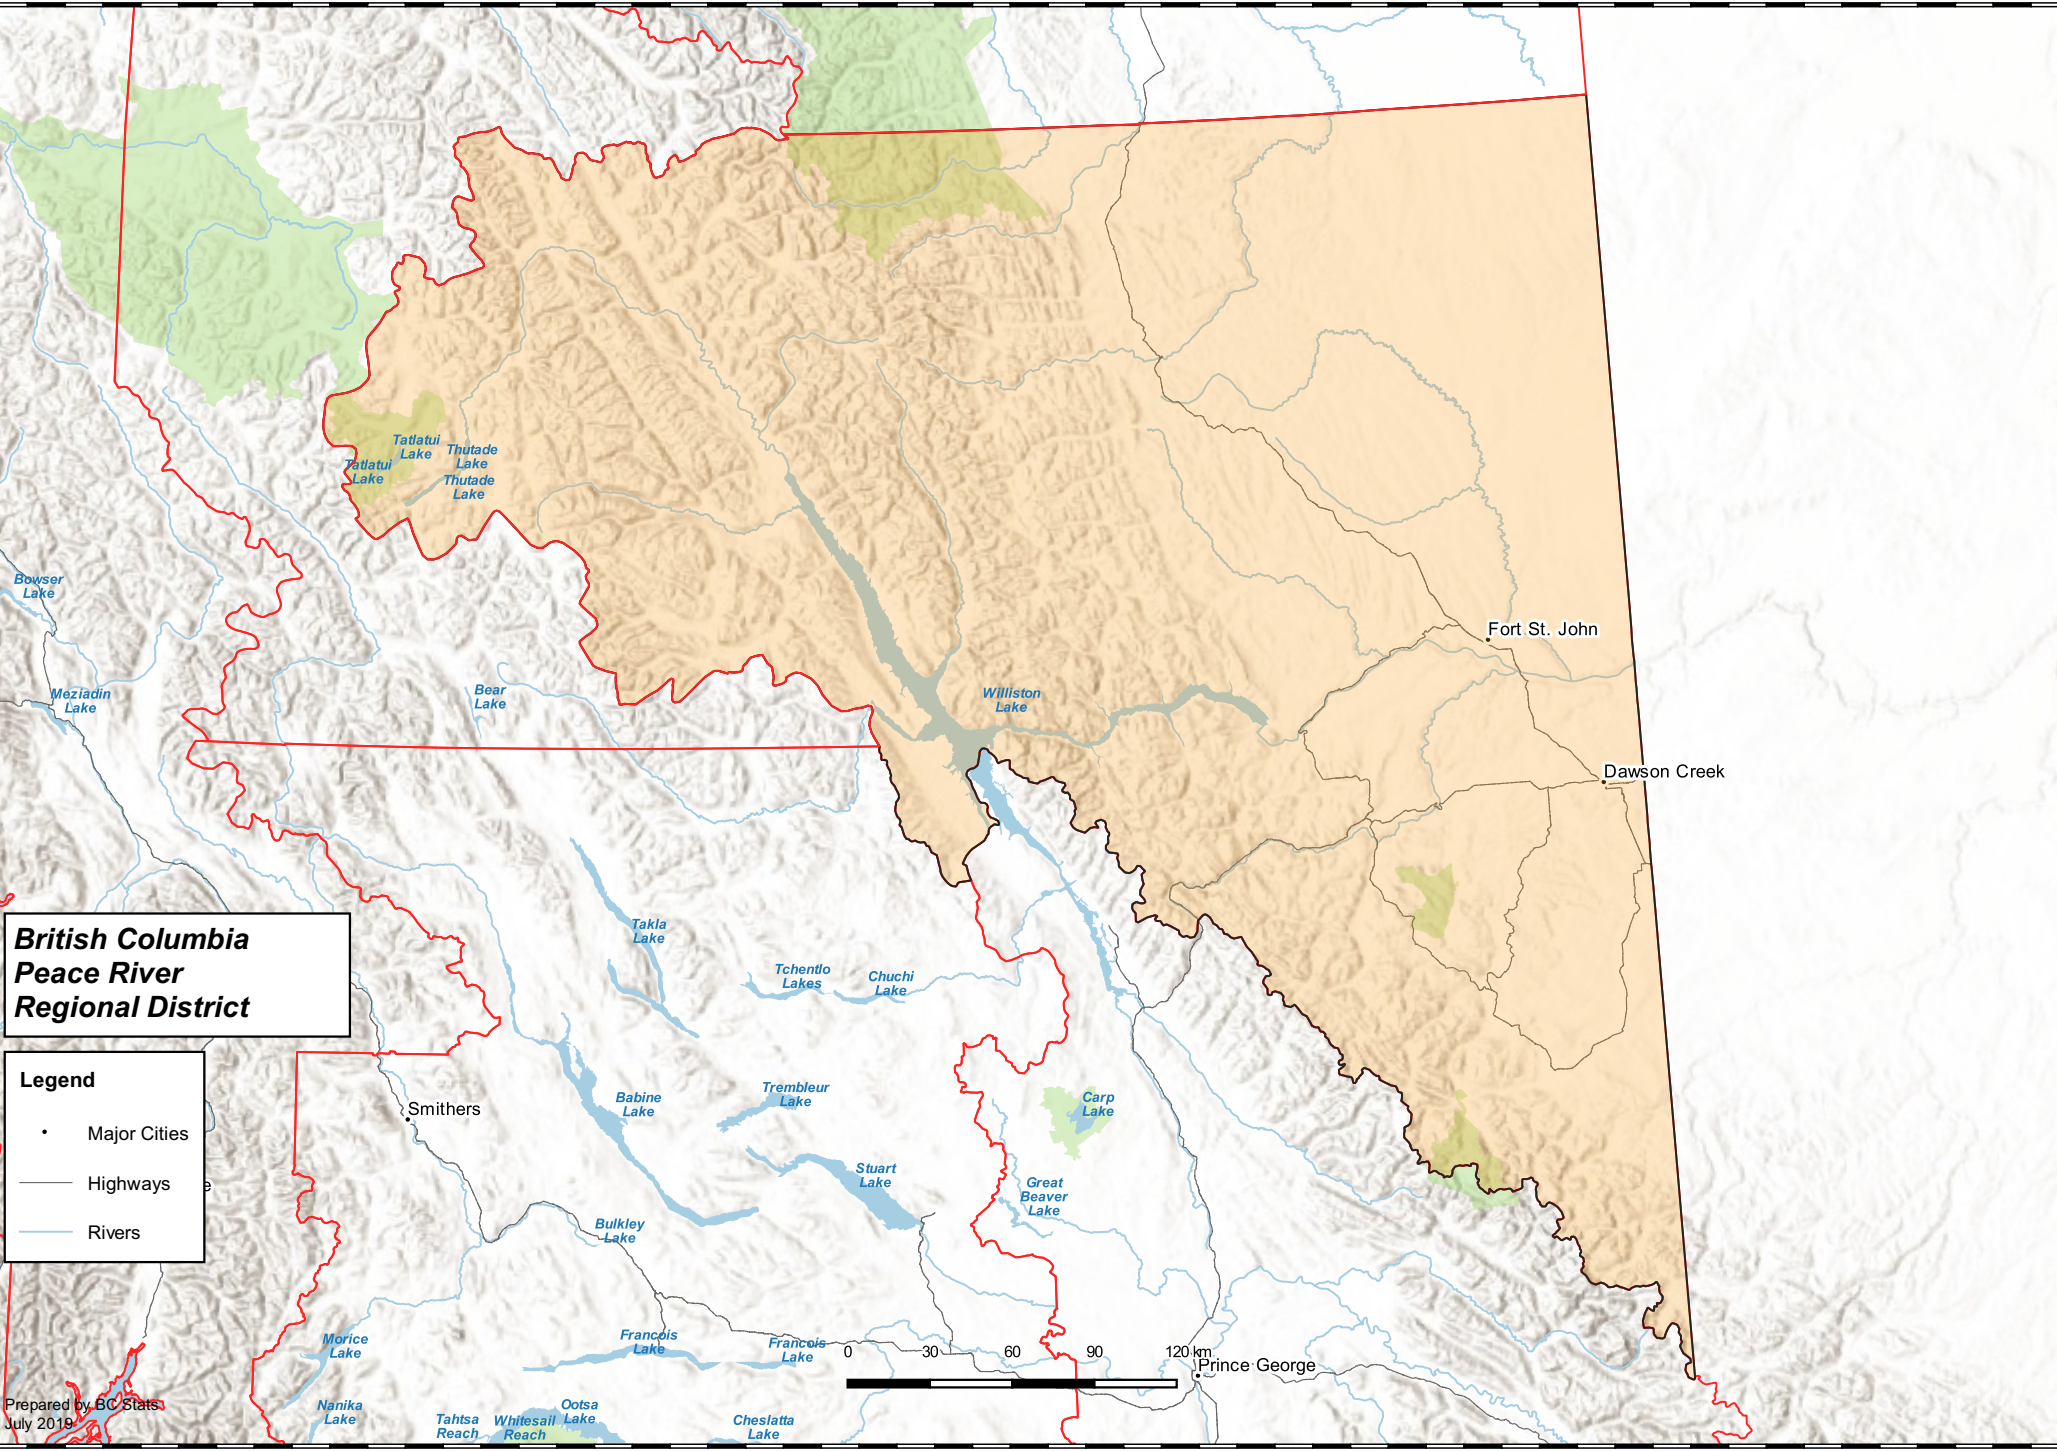 Tatlatui
Lake
Thutade
Lake
Tatlatui
Lake
Thutade
Lake
Bowser
Lake
Fort St. John
Meziadin
Lake
Bear
Lake
Williston
Lake
Dawson Creek
Takla
Lake
British Columbia
Peace River
Regional District
Tchentlo
Lakes
Chuchi
Lake
Legend
Major Cities
Highways
Rivers
e
Smithers
Babine
Lake
Trembleur
Lake
Carp
Lake
Stuart
Lake
Great
Beaver
Lake
Bulkley
Lake
Morice
Lake
Francois
Lake
Francois
Lake
0 30 60 90 120 km
Prince George
Prepared by BC Stats
July 2019
Nanika
Lake
Tahtsa
Reach
Whitesail
Reach
Ootsa
Lake
Cheslatta
Lake